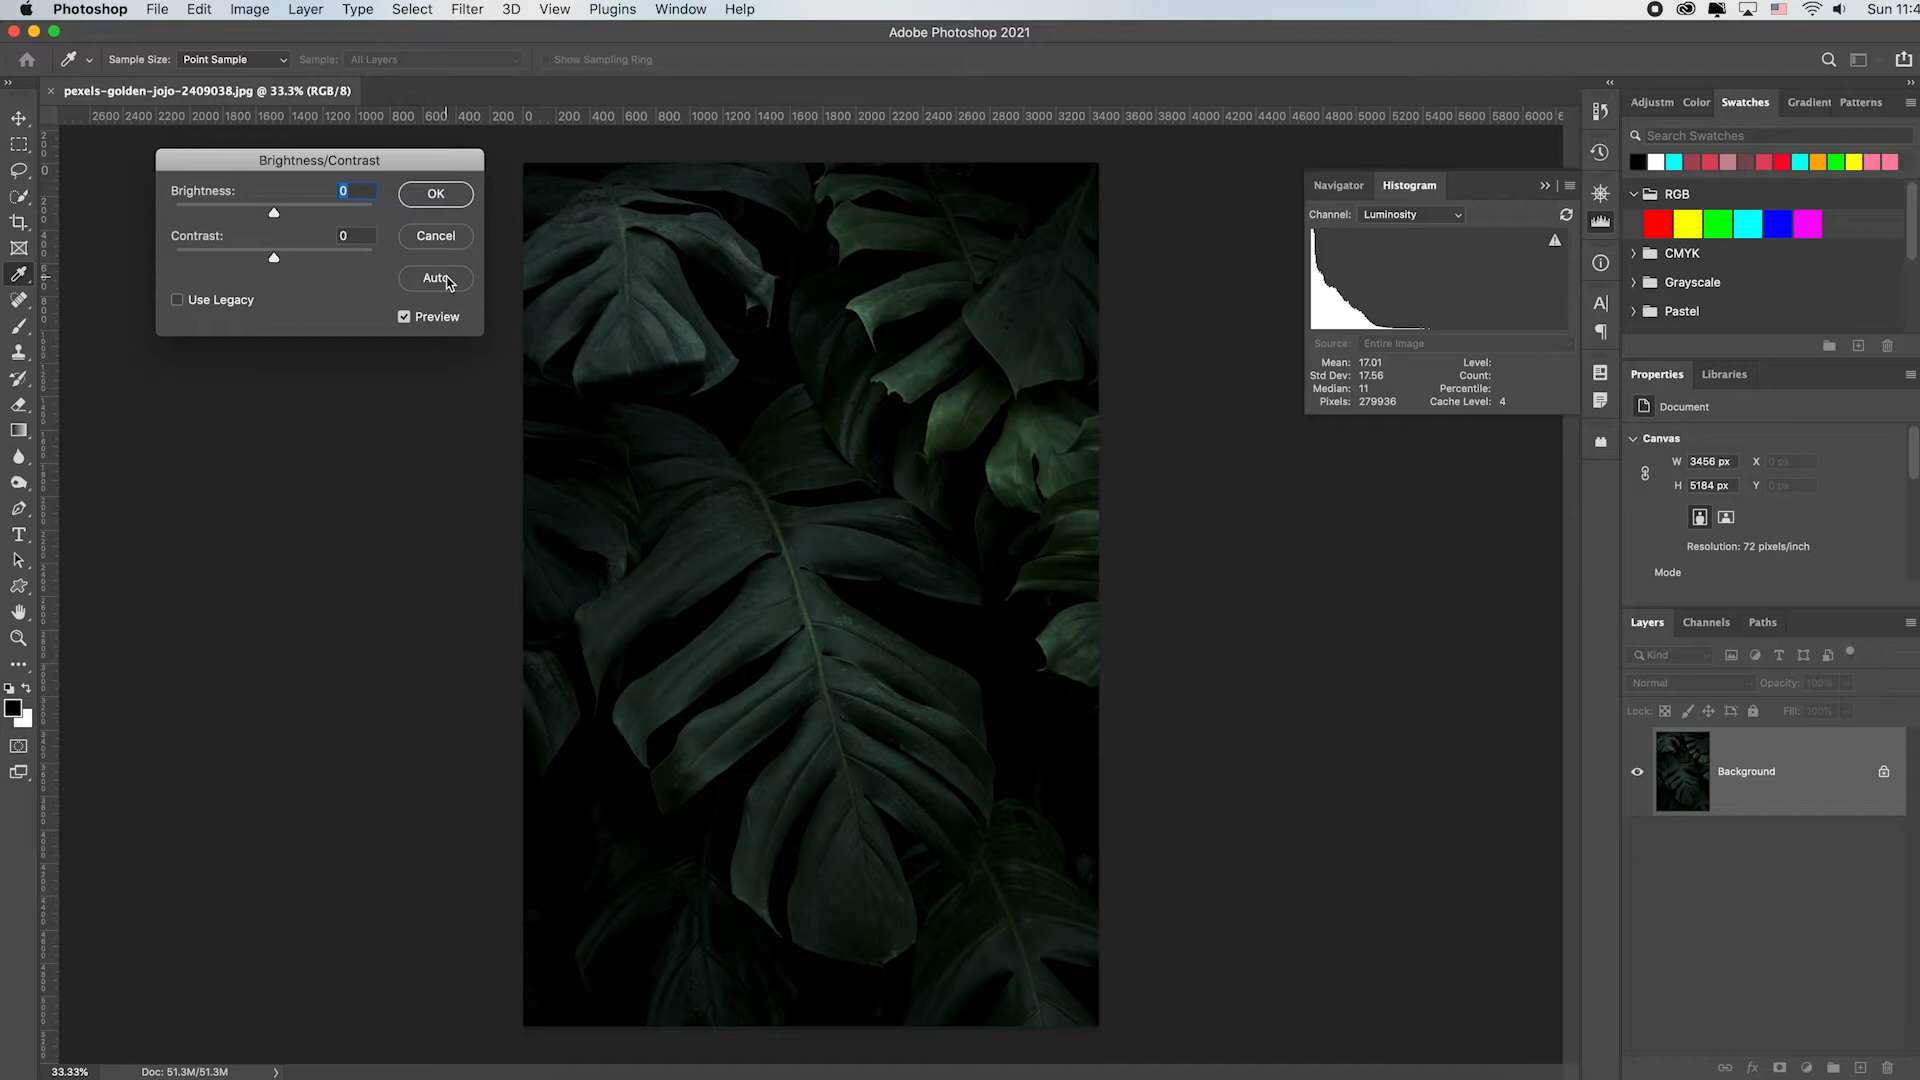 Photoshop File Edit Image Layer Type Select Filter 3D View Plugins Window Help Sun 11:4
Adobe Photoshop 2021
Sample Size: Point Sample Sample: All Layers Show Sampling Ring
pexels-golden-jojo-2409038.jpg @ 33.3% (RGB/8)
2600 2400 2200 2000 1800 1600 1400 1200 1000 800 600 400 200 0 200 400 600 800 1000 1200 1400 1600 1800 2000 2200 2400 2600 2800 3000 3200 3400 3600 3800 4000 4200 4400 4600 4800 5000 5200 5400 5600 5800 6000
Brightness/Contrast
Brightness: 0
OK
Contrast: 0
Cancel
Auto
Use Legacy
Preview
Navigator Histogram
Channel: Luminosity
Source: Entire Image
Mean: 17.01 Level:
Std Dev: 17.56 Count:
Median: 11 Percentile:
Pixels: 279936 Cache Level: 4
Adjustm Color Swatches Gradient Patterns
Search Swatches
RGB
CMYK
Grayscale
Pastel
Properties Libraries
Document
Canvas
W 3456 px X 0 px
H 5184 px Y 0 px
Resolution: 72 pixels/inch
Mode
Layers Channels Paths
Kind
Normal Opacity: 100%
Lock: Fill: 100%
Background
33.33% Doc: 51.3M/51.3M